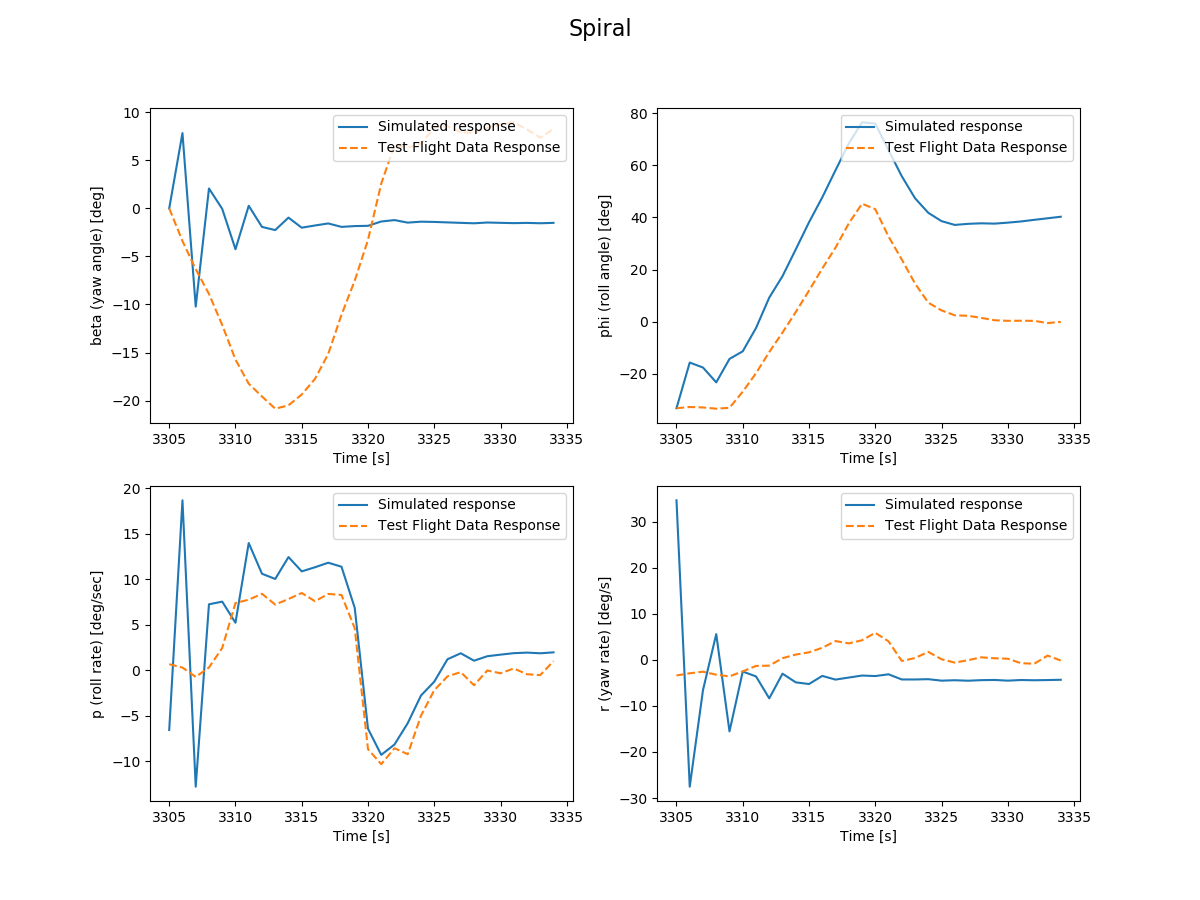 Spiral
beta (yaw angle) [deg]
10
5
0
−5
−10
−15
−20
Simulated response
Test Flight Data Response
3305 3310 3315 3320 3325 3330 3335
Time [s]
phi (roll angle) [deg]
80
60
40
20
0
−20
Simulated response
Test Flight Data Response
3305 3310 3315 3320 3325 3330 3335
Time [s]
p (roll rate) [deg/sec]
20
15
10
5
0
−5
−10
Simulated response
Test Flight Data Response
3305 3310 3315 3320 3325 3330 3335
Time [s]
r (yaw rate) [deg/s]
30
20
10
0
−10
−20
−30
Simulated response
Test Flight Data Response
3305 3310 3315 3320 3325 3330 3335
Time [s]